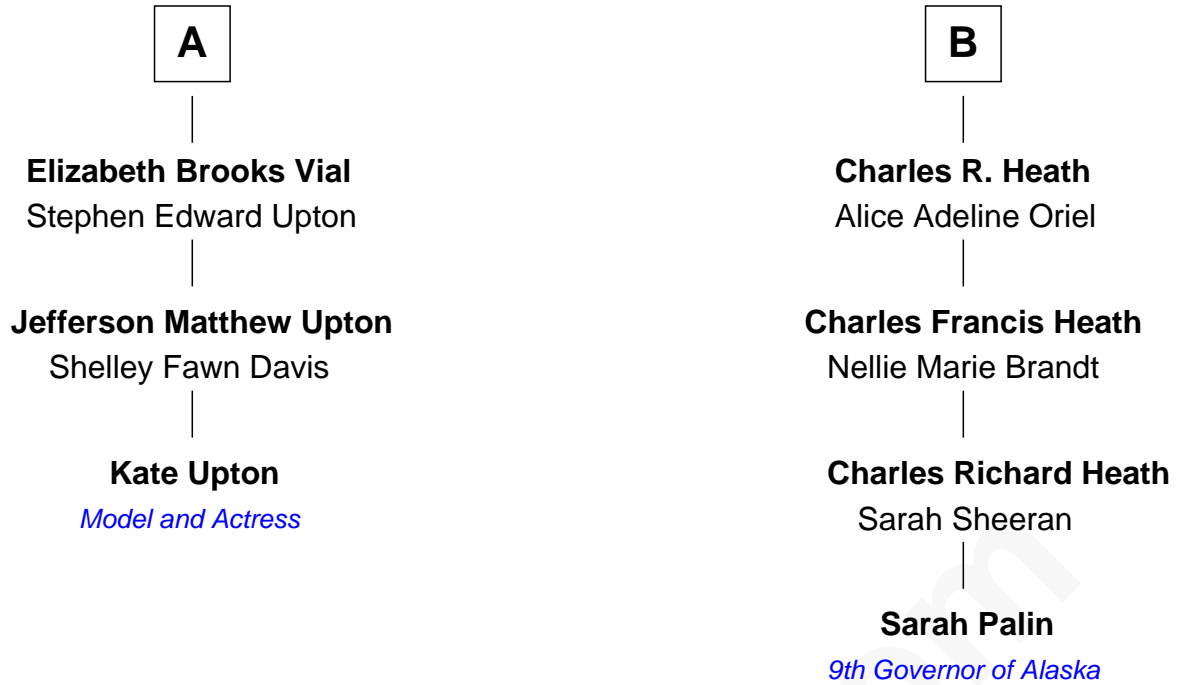 A
Elizabeth Brooks Vial
Stephen Edward Upton
Jefferson Matthew Upton
Shelley Fawn Davis
Kate Upton
Model and Actress
B
Charles R. Heath
Alice Adeline Oriel
Charles Francis Heath
Nellie Marie Brandt
Charles Richard Heath
Sarah Sheeran
Sarah Palin
9th Governor of Alaska